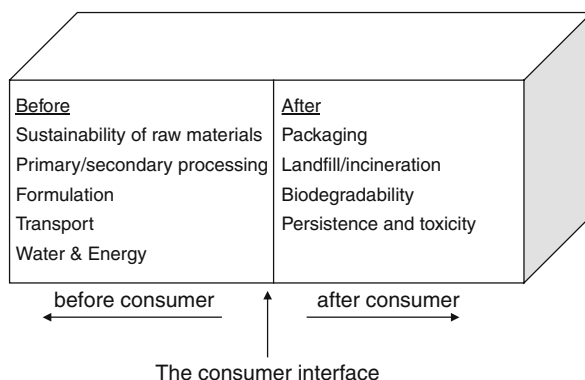 Before
Sustainability of raw materials
Primary/secondary processing
Formulation
Transport
Water & Energy
After
Packaging
Landfill/incineration
Biodegradability
Persistence and toxicity
before consumer
after consumer
The consumer interface